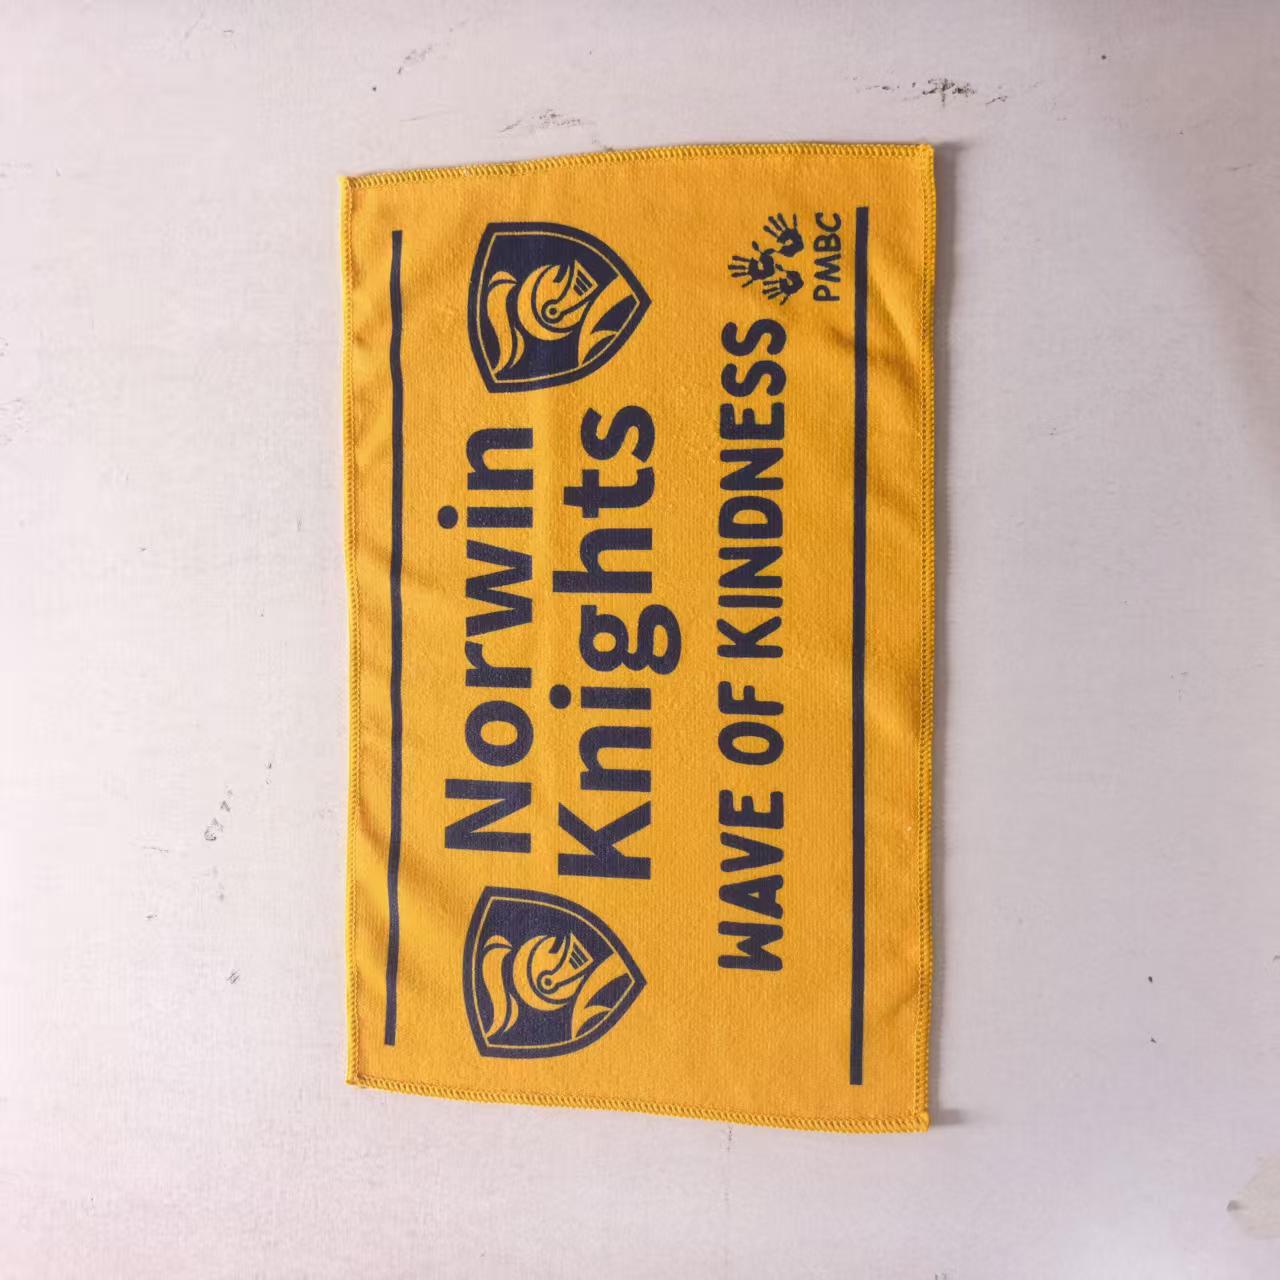 Norwin
Knights
WAVE OF KINDNESS
PMBC